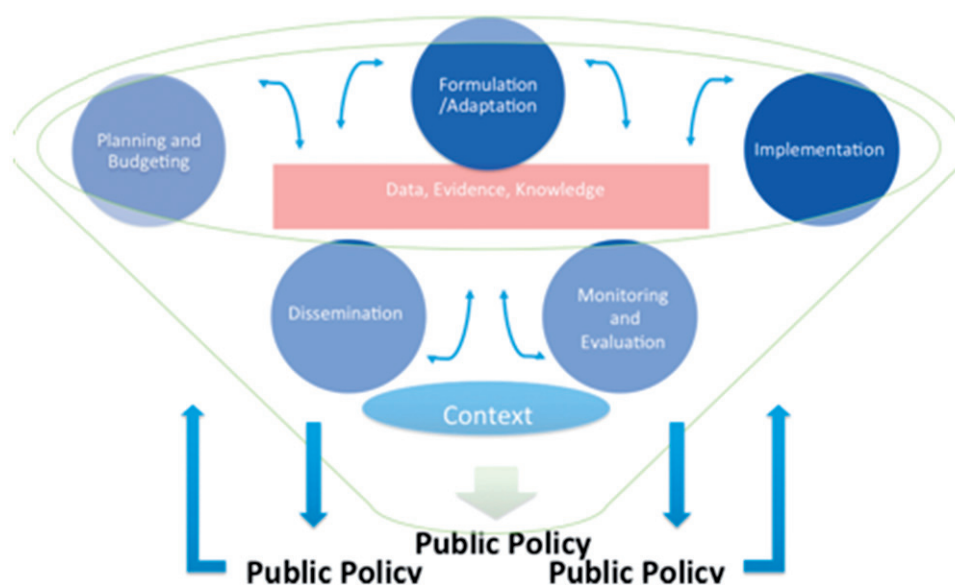 Formulation
/Adaptation
Planning and
Budgeting
Implementation
Data, Evidence, Knowledge
Dissemination
Monitoring
and
Evaluation
Context
Public Policy
Public Policy
Public Policy